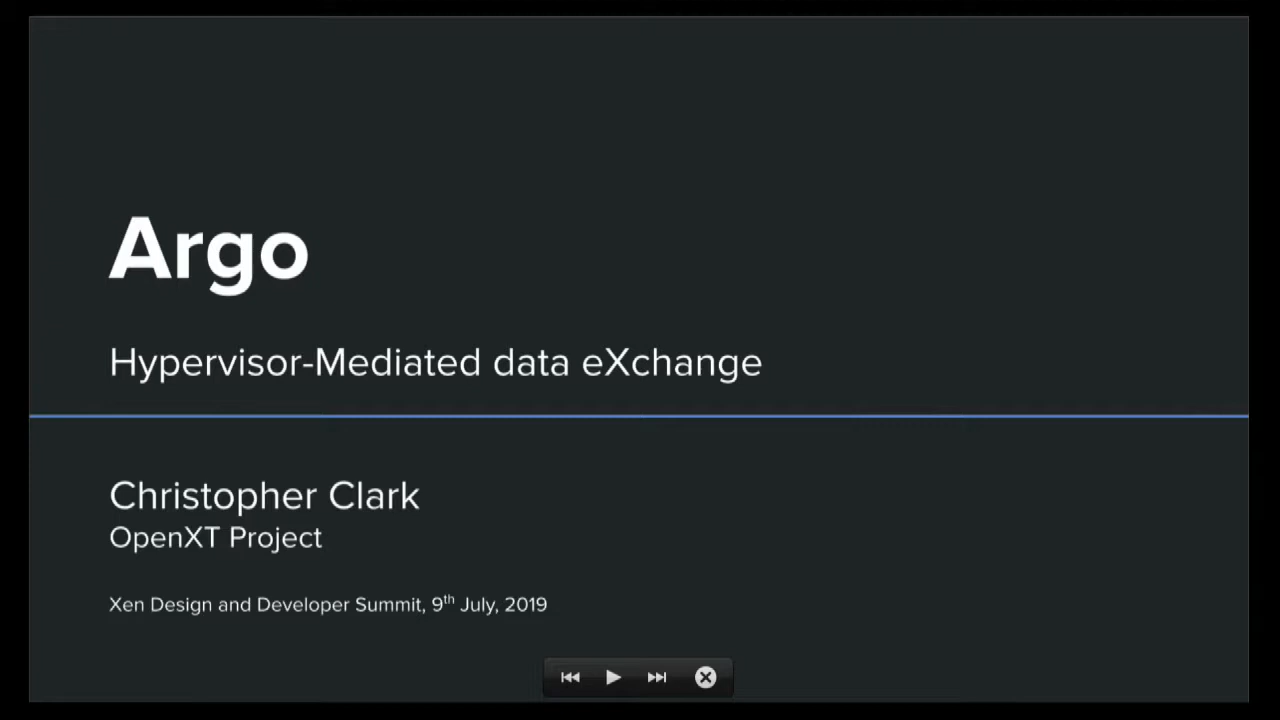 Argo
Hypervisor-Mediated data eXchange
Christopher Clark
OpenXT Project
Xen Design and Developer Summit, 9th July, 2019